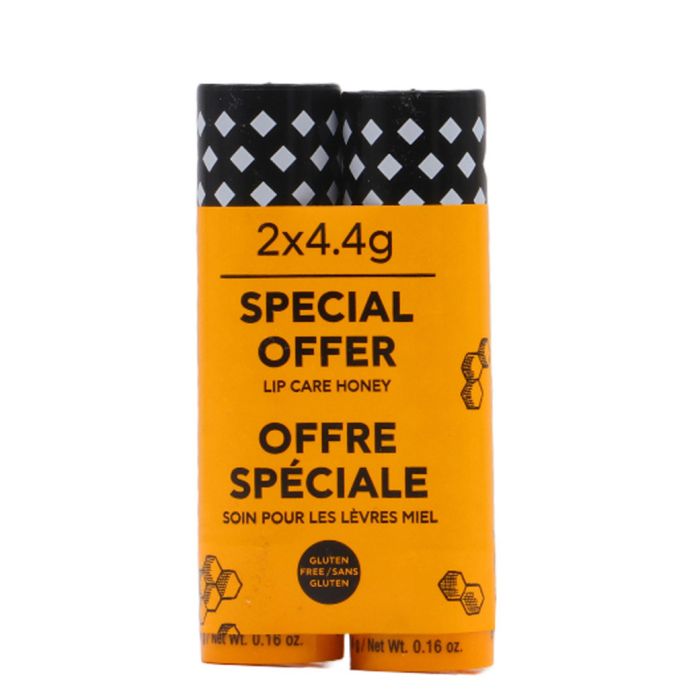 2x4.4g
SPECIAL
OFFER
LIP CARE HONEY
OFFRE
SPÉCIALE
SOIN POUR LES LÈVRES MIEL
GLUTEN
FREE/SANS
GLUTEN
/Net Wt. 0.16 oz.
g/Net Wt. 0.16 oz.